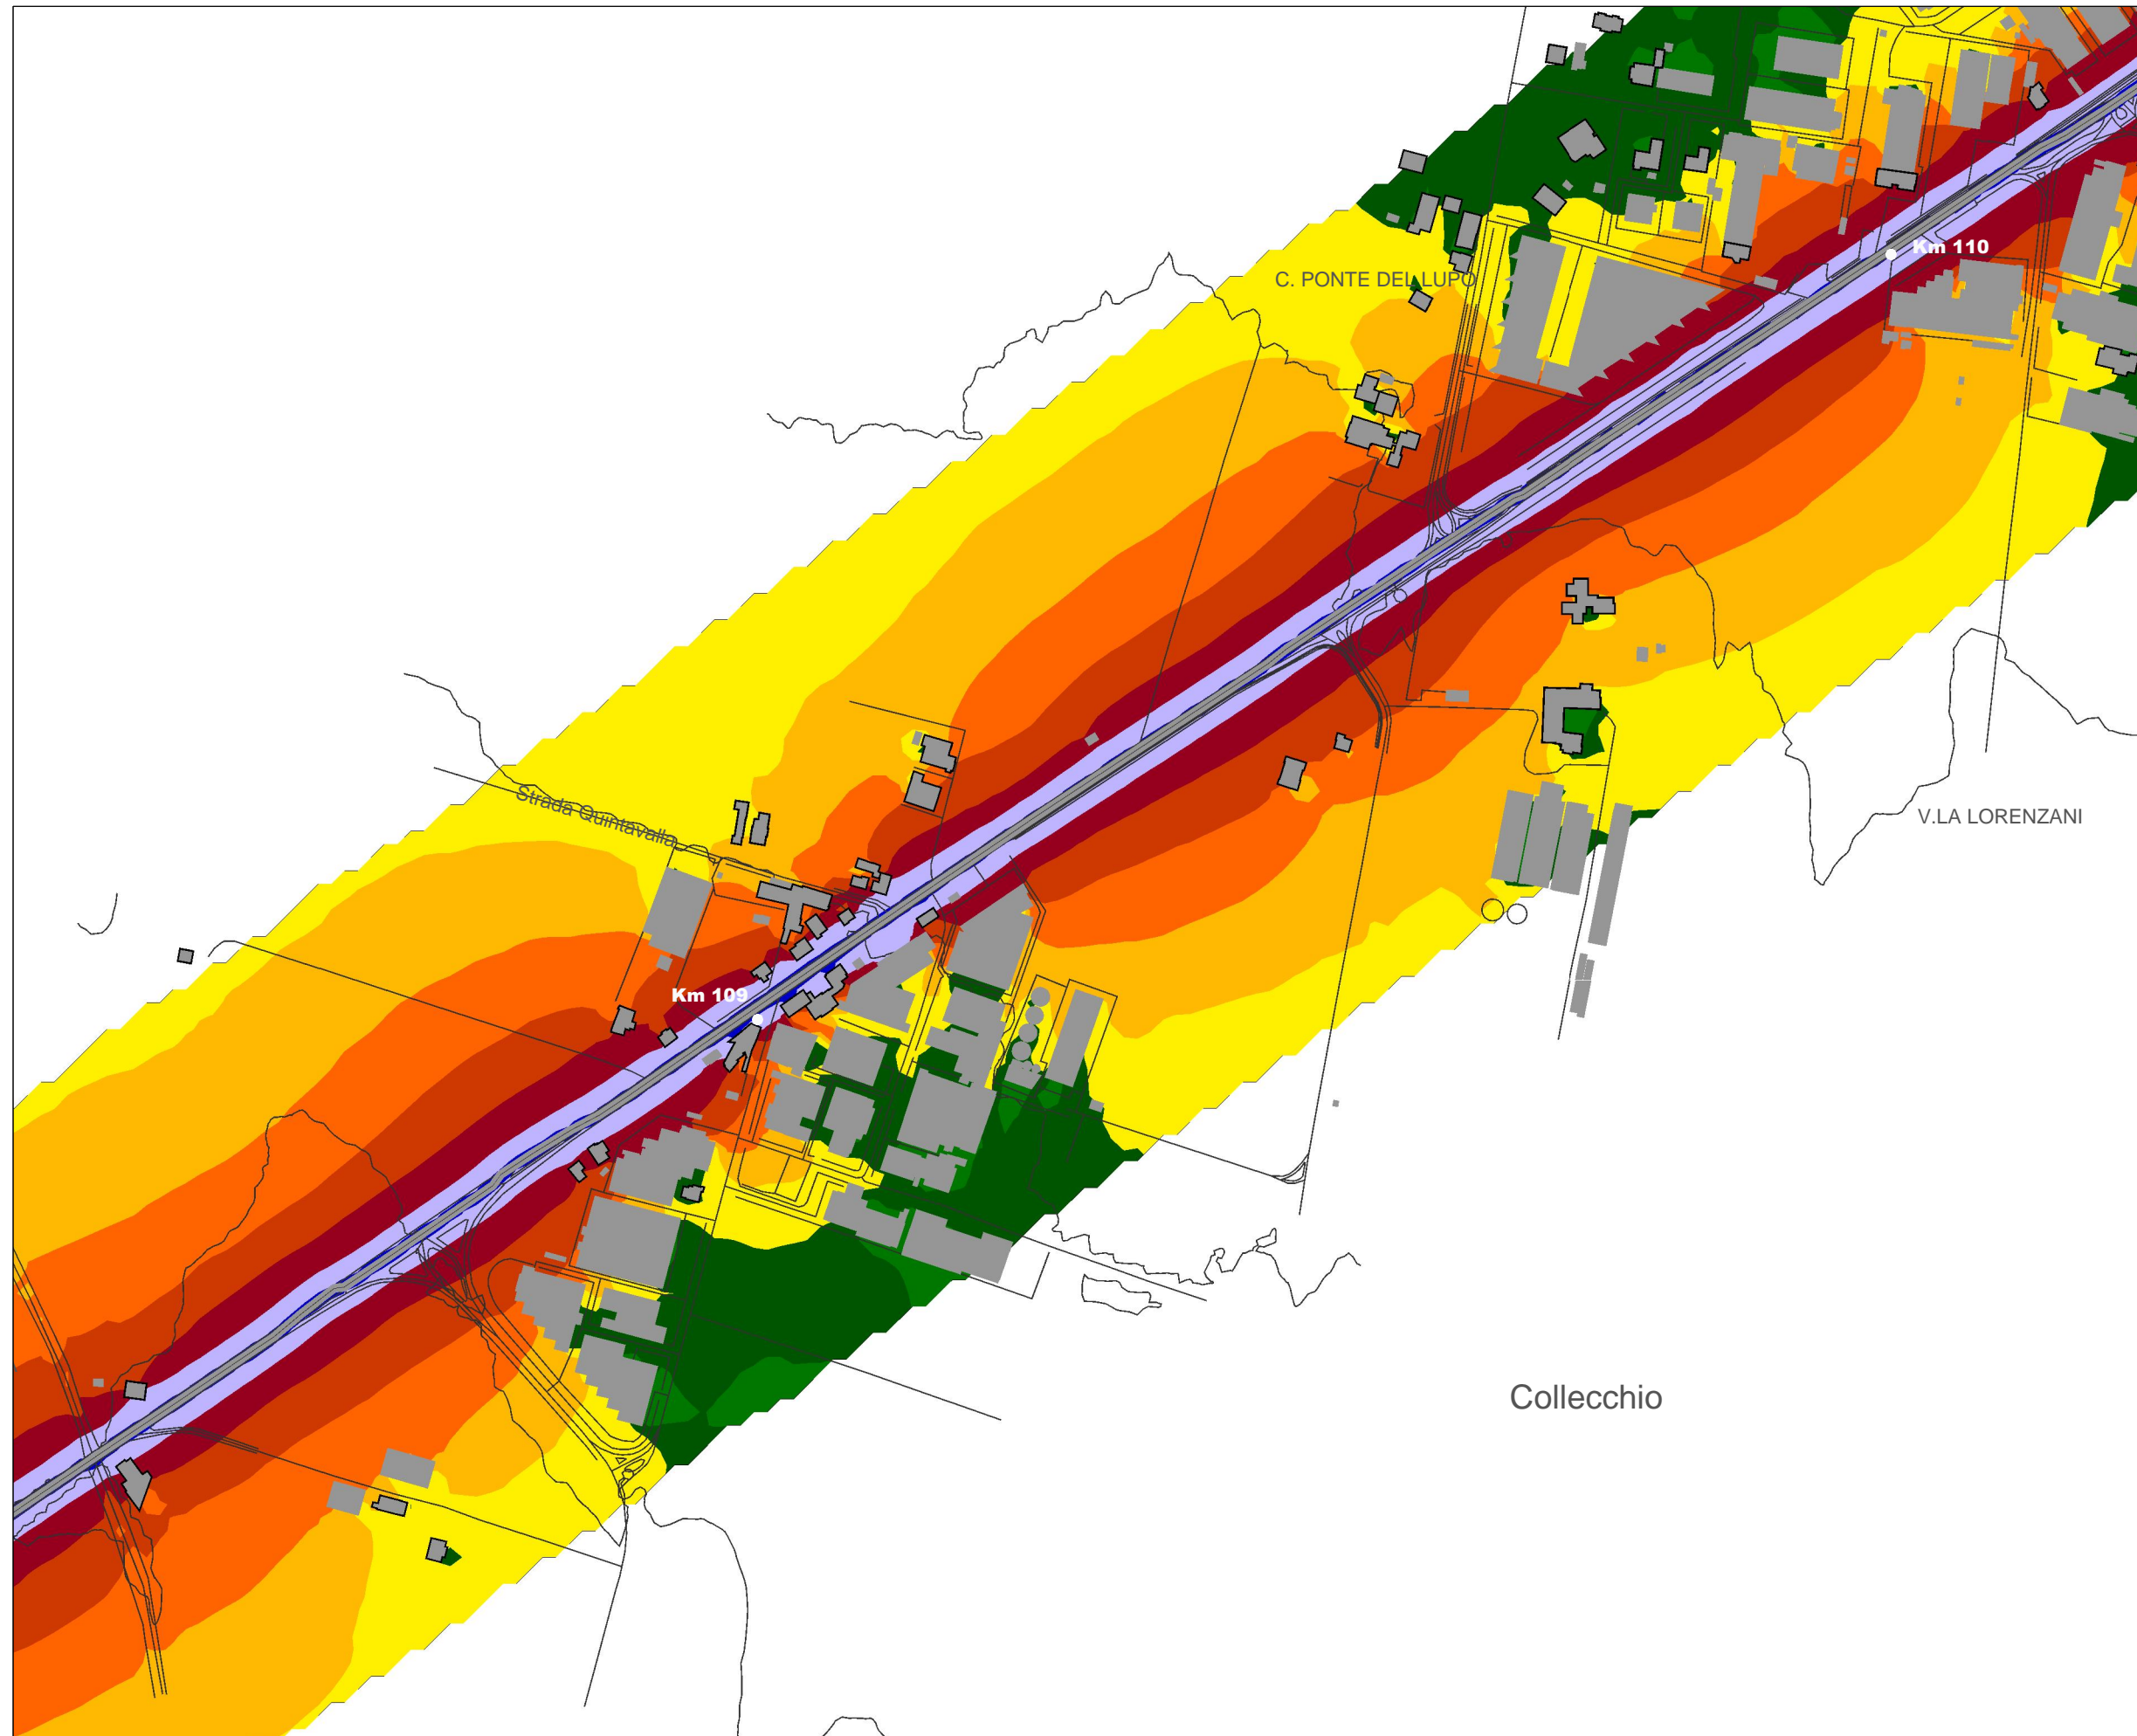 Km 110
C. PONTE DEL LUPO
Strada Quintavalla
V.LA LORENZANI
Km 109
Collecchio